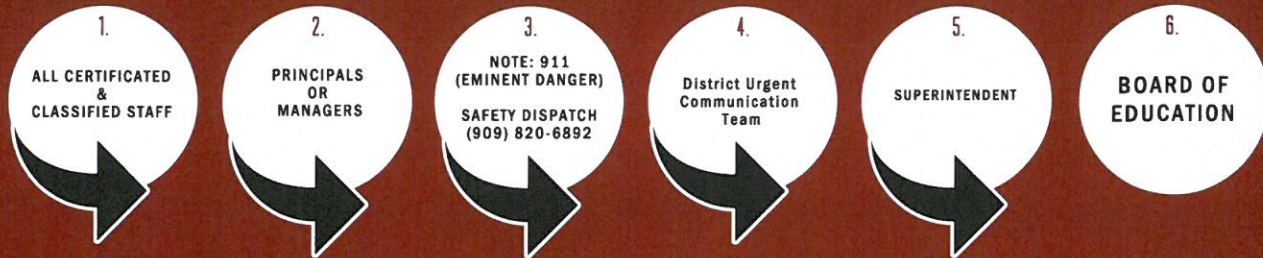 1.
ALL CERTIFICATED
&
CLASSIFIED STAFF
2.
PRINCIPALS
OR
MANAGERS
3.
NOTE: 911
(EMINENT DANGER)
SAFETY DISPATCH
(909) 820-6892
4.
District Urgent
Communication
Team
5.
SUPERINTENDENT
6.
BOARD OF
EDUCATION